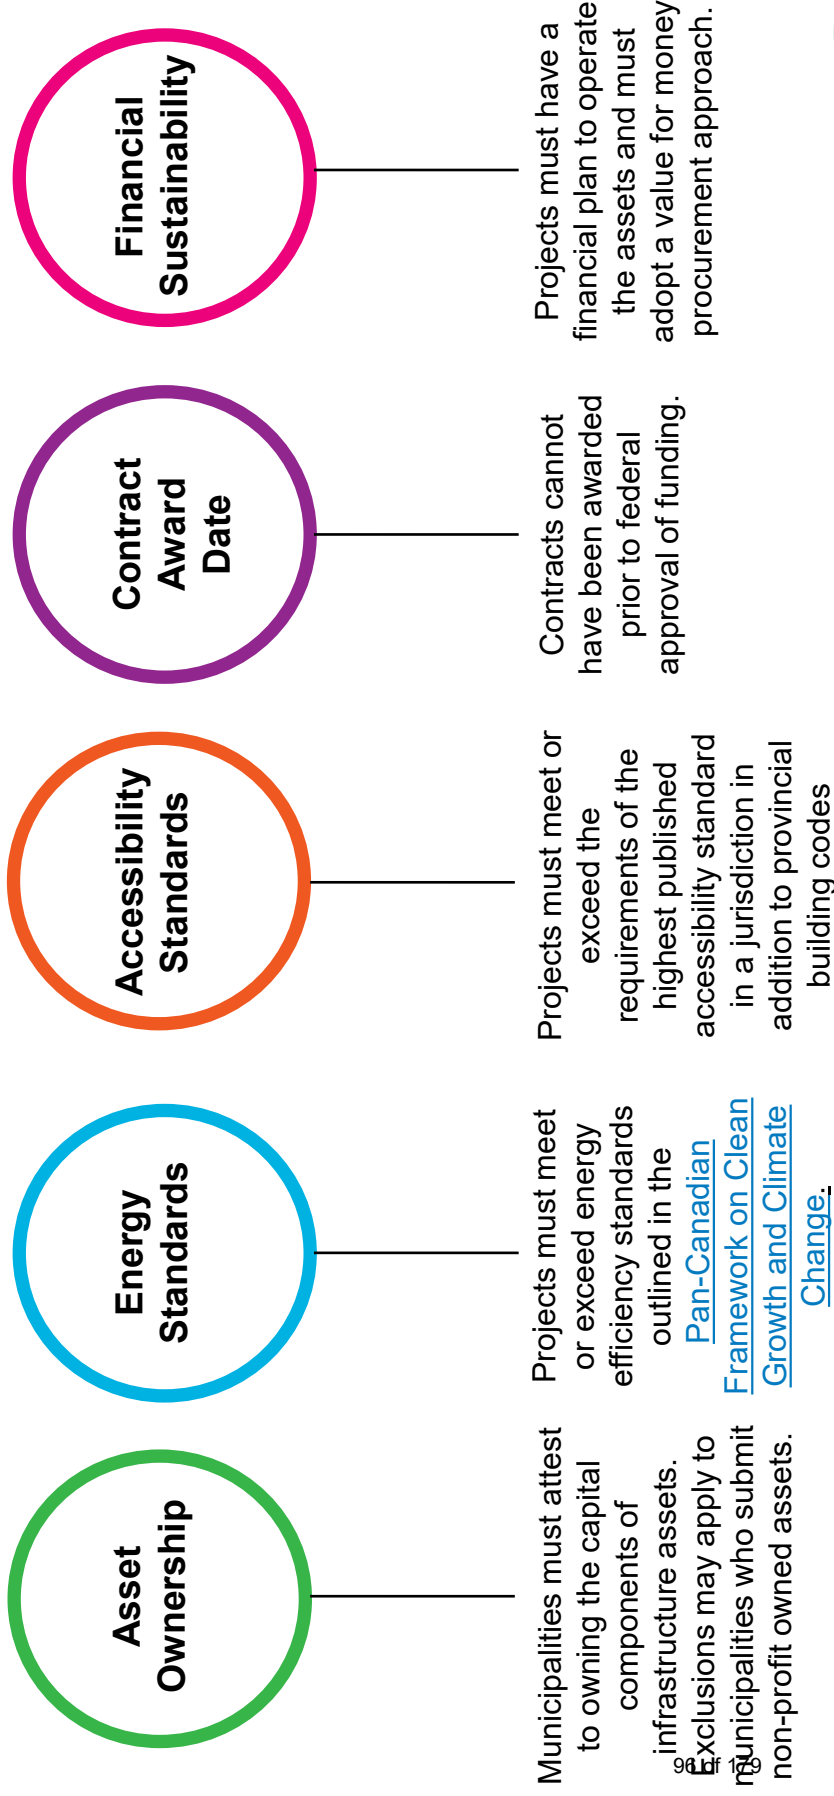 Asset
Ownership
Municipalities must attest
to owning the capital
components of
infrastructure assets.
Exclusions may apply to
municipalities who submit
non-profit owned assets.
Energy
Standards
Projects must meet
or exceed energy
efficiency standards
outlined in the
Pan-Canadian
Framework on Clean
Growth and Climate
Change.
Accessibility
Standards
Projects must meet or
exceed the
requirements of the
highest published
accessibility standard
in a jurisdiction in
addition to provincial
building codes
Contract
Award
Date
Contracts cannot
have been awarded
prior to federal
approval of funding.
Financial
Sustainability
Projects must have a
financial plan to operate
the assets and must
adopt a value for money
procurement approach.
96 of 179